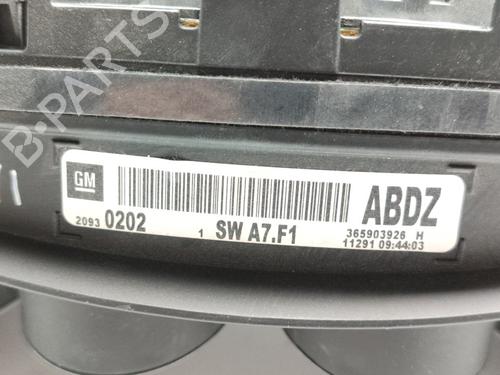 B-PARTS
GM
ABDZ
2093 0202
1 SW A7.F1
365903926 H
11291 09:44:03